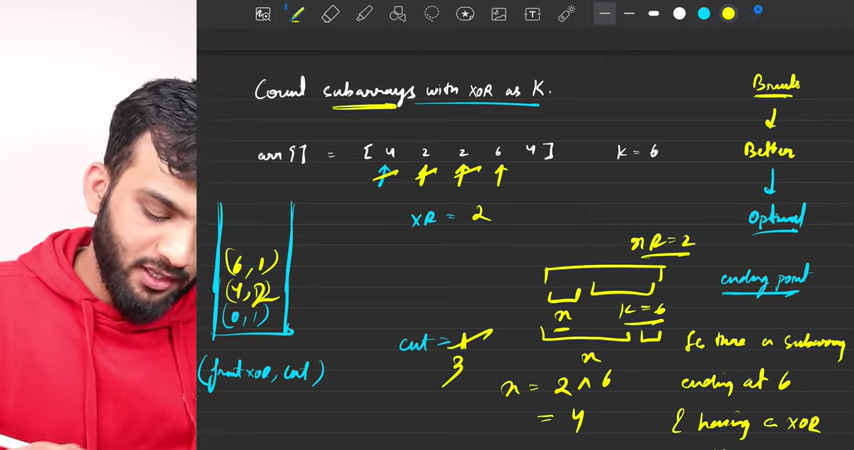 Count subarrays with XOR as K.
Brute
Better
Optimal
arr[] = [ 4 2 2 6 4 ] K = 6
XR = 2
XR = 2
ending point
(6, 1)
(4, 2)
(0, 1)
x K = 6
x
cnt =
3
(front XOR, cnt)
Is there a subarray
x = 2 ^ 6
ending at 6
= 4
& having a XOR